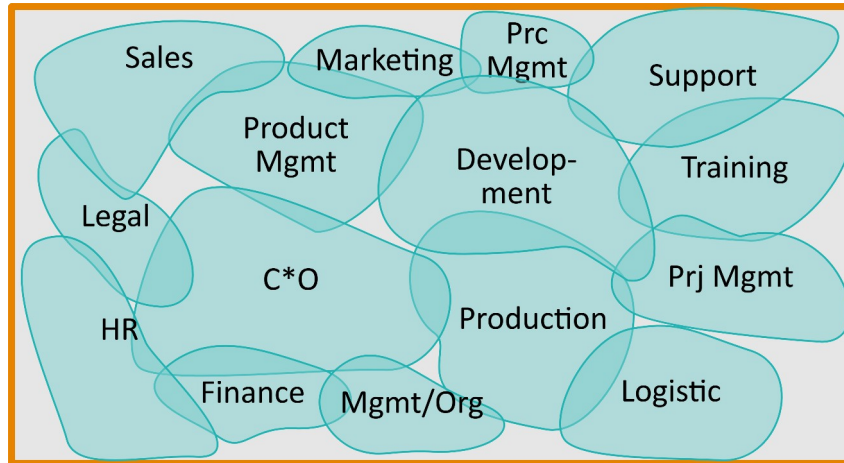 Sales
Marketing
Prc
Mgmt
Support
Product
Mgmt
Develop-
ment
Training
Legal
C*O
Prj Mgmt
HR
Production
Finance
Mgmt/Org
Logistic